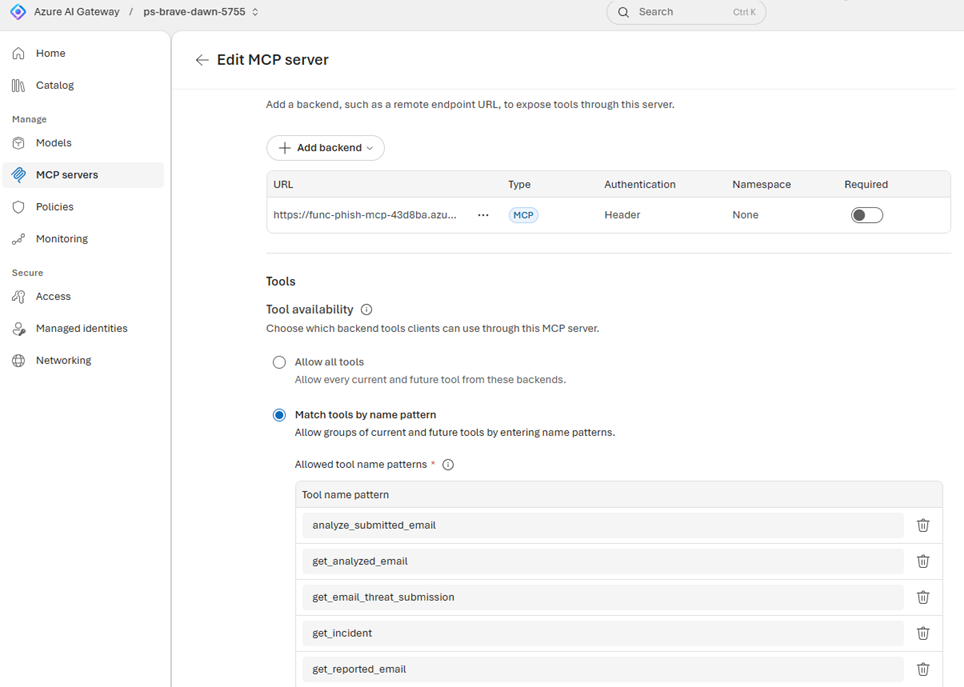 Azure AI Gateway / ps-brave-dawn-5755
Search Ctrl K
Home
Catalog
Manage
Models
MCP servers
Policies
Monitoring
Secure
Access
Managed identities
Networking
Edit MCP server
Add a backend, such as a remote endpoint URL, to expose tools through this server.
Add backend
URL Type Authentication Namespace Required
https://func-phish-mcp-43d8ba.azu... ... MCP Header None
Tools
Tool availability
Choose which backend tools clients can use through this MCP server.
Allow all tools
Allow every current and future tool from these backends.
Match tools by name pattern
Allow groups of current and future tools by entering name patterns.
Allowed tool name patterns *
Tool name pattern
analyze_submitted_email
get_analyzed_email
get_email_threat_submission
get_incident
get_reported_email